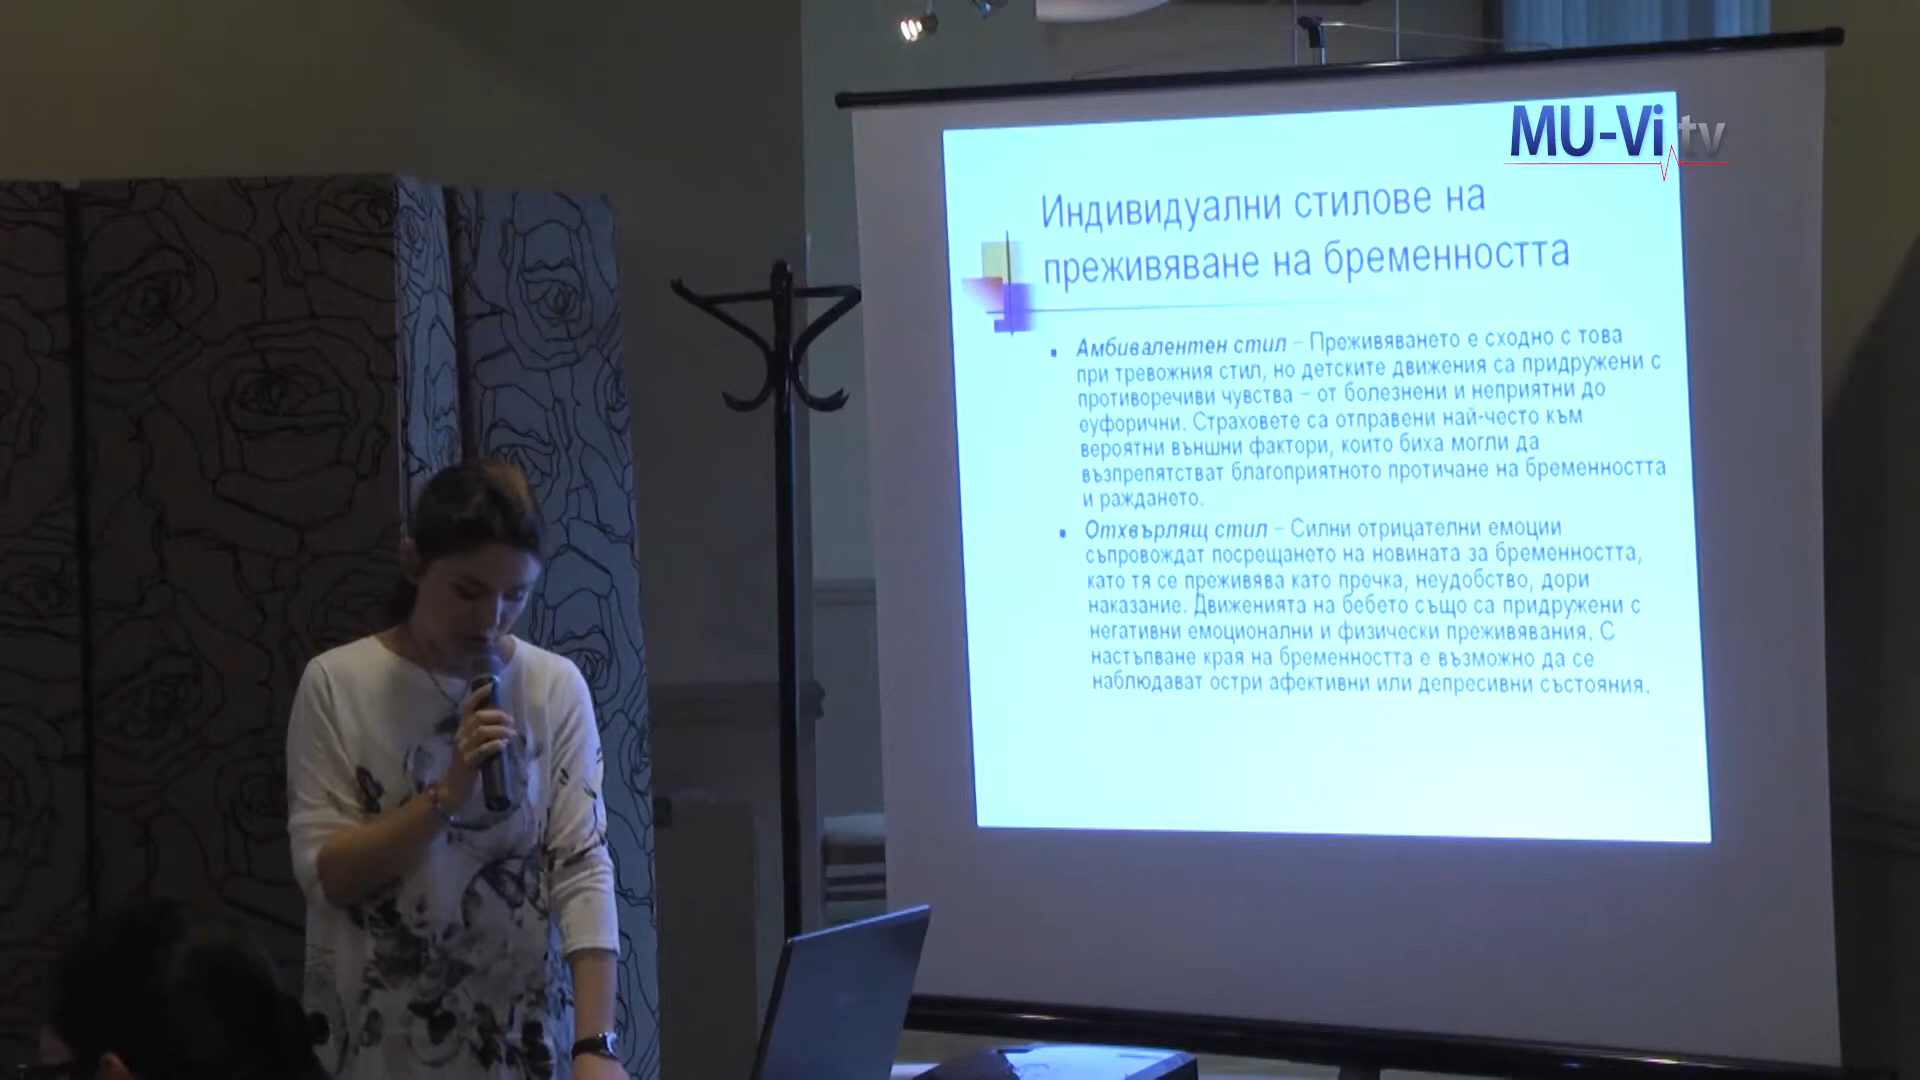 MU-Vi.tv
Индивидуални стилове на
преживяване на бременността
Амбивалентен стил – Преживяването е сходно с това
при тревожния стил, но детските движения са придружени с
противоречиви чувства – от болезнени и неприятни до
еуфорични. Страховете са отправени най-често към
вероятни външни фактори, които биха могли да
възпрепятстват благоприятното протичане на бременността
и раждането.
Отхвърлящ стил – Силни отрицателни емоции
съпровождат посрещането на новината за бременността,
като тя се преживява като пречка, неудобство, дори
наказание. Движенията на бебето също са придружени с
негативни емоционални и физически преживявания. С
настъпване края на бременността е възможно да се
наблюдават остри афективни или депресивни състояния.